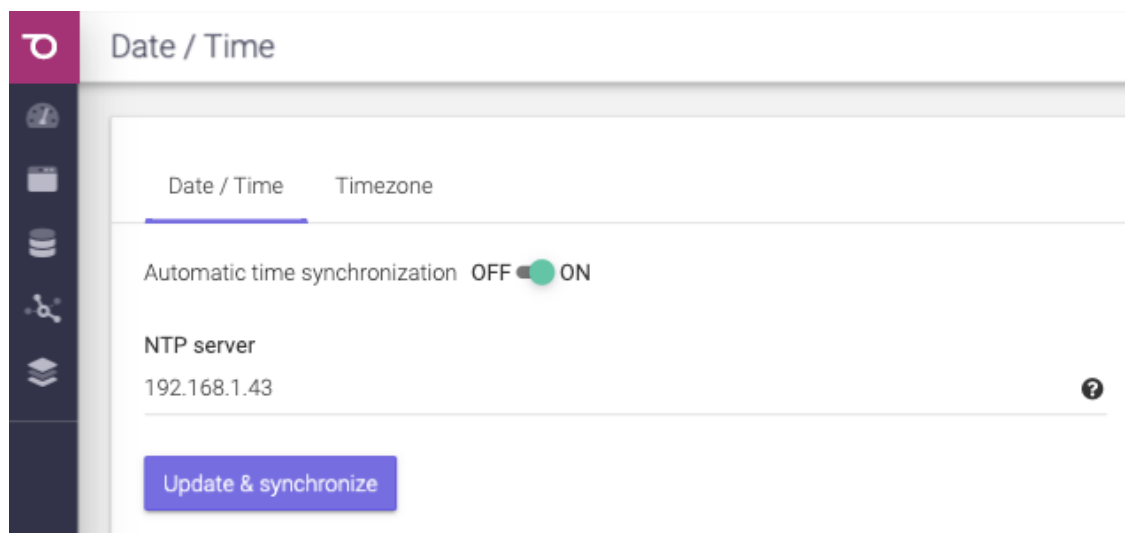 Date / Time
Date / Time Timezone
Automatic time synchronization OFF ON
NTP server
192.168.1.43
Update & synchronize